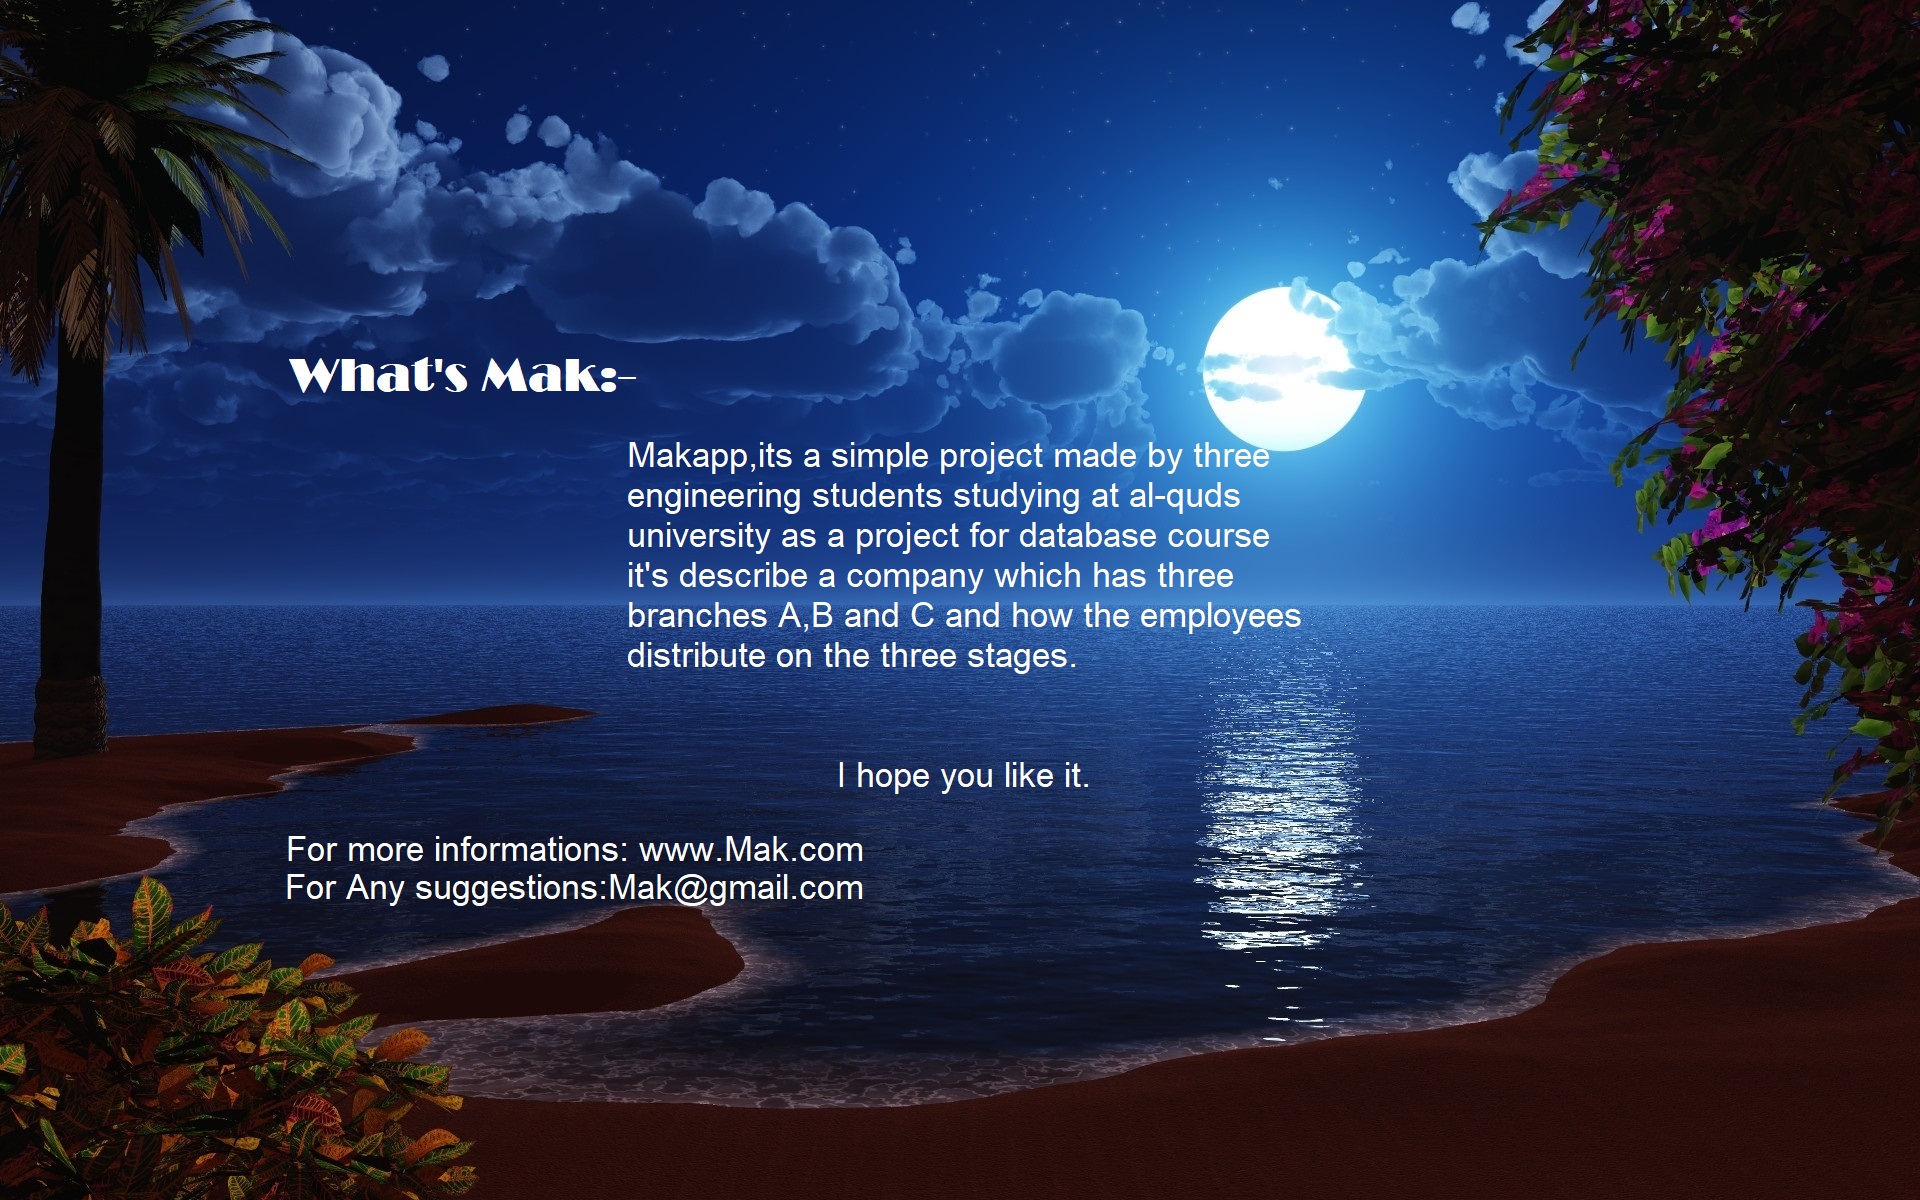 What's Mak:-
Makapp,its a simple project made by three
engineering students studying at al-quds
university as a project for database course
it's describe a company which has three
branches A,B and C and how the employees
distribute on the three stages.
I hope you like it.
For more informations: www.Mak.com
For Any suggestions:Mak@gmail.com